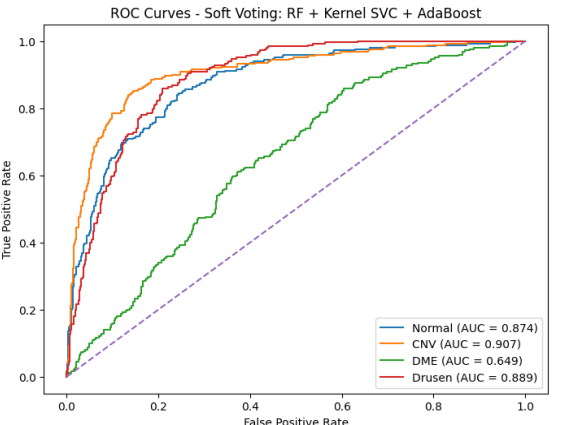 ROC Curves - Soft Voting: RF + Kernel SVC + AdaBoost
True Positive Rate
1.0
0.8
0.6
0.4
0.2
0.0
Normal (AUC = 0.874)
CNV (AUC = 0.907)
DME (AUC = 0.649)
Drusen (AUC = 0.889)
0.0 0.2 0.4 0.6 0.8 1.0
False Positive Rate